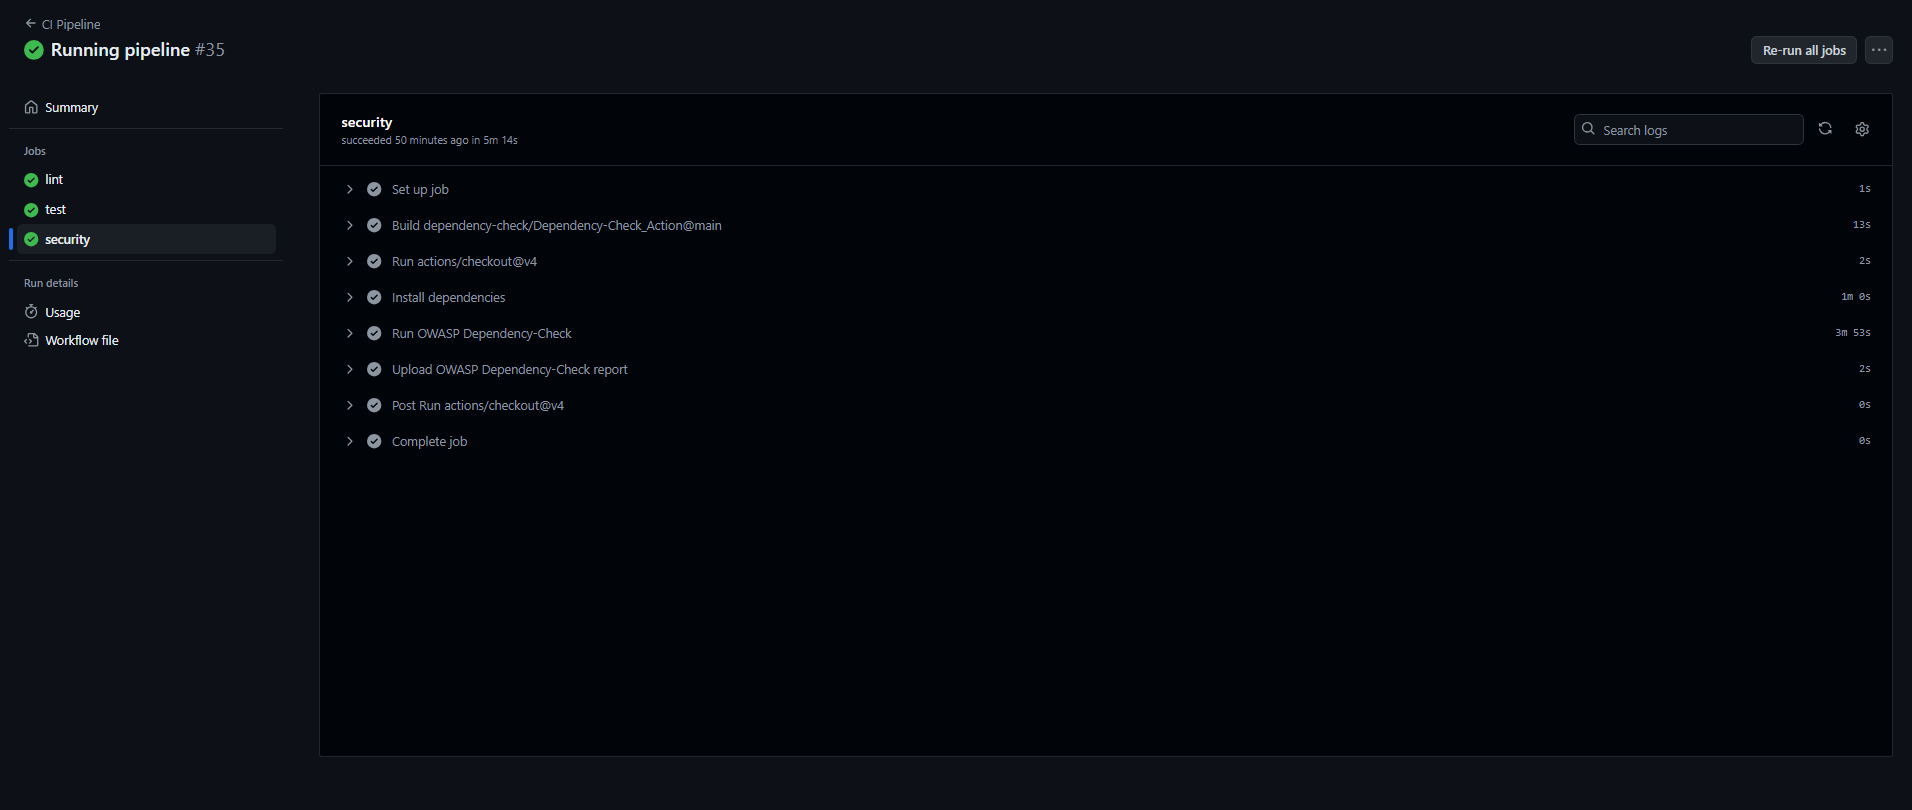 CI Pipeline
Running pipeline #35
Re-run all jobs
Summary
Jobs
lint
test
security
Run details
Usage
Workflow file
security
succeeded 50 minutes ago in 5m 14s
Search logs
Set up job 1s
Build dependency-check/Dependency-Check_Action@main 13s
Run actions/checkout@v4 2s
Install dependencies 1m 0s
Run OWASP Dependency-Check 3m 53s
Upload OWASP Dependency-Check report 2s
Post Run actions/checkout@v4 0s
Complete job 0s